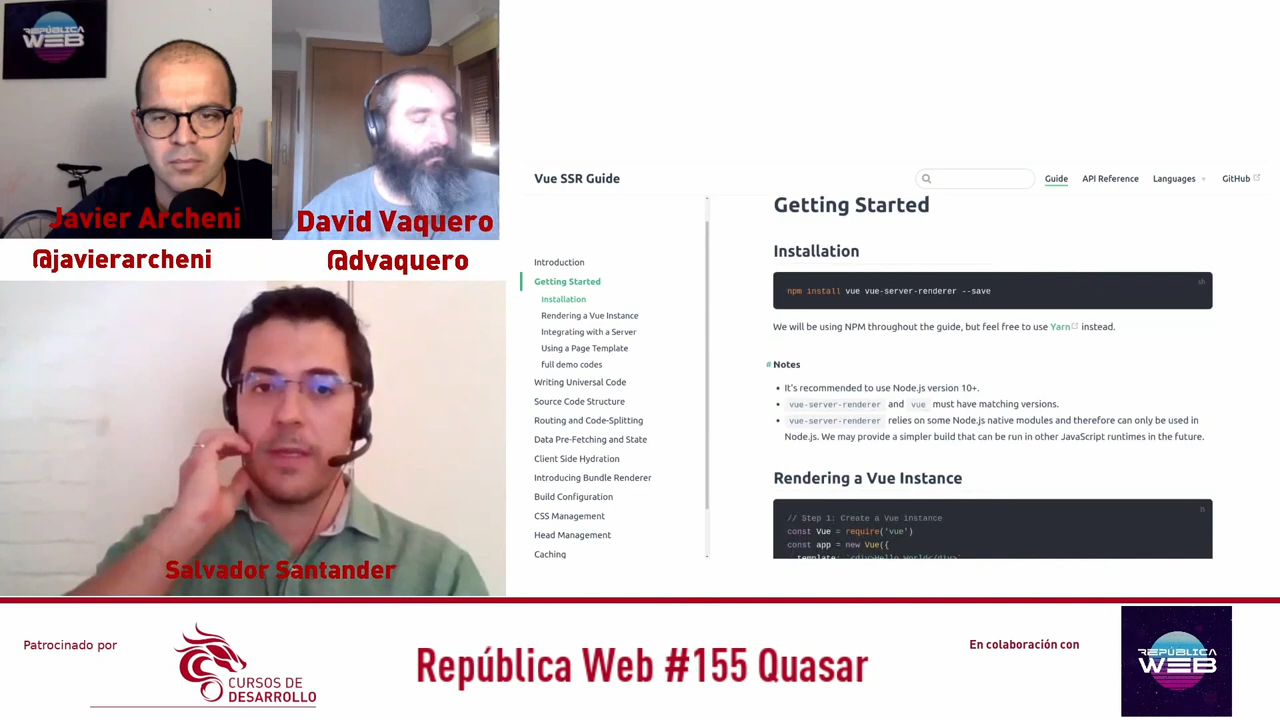 REPÚBLICA
WEB
Javier Archeni
@javierarcheni
David Vaquero
@dvaquero
Salvador Santander
Vue SSR Guide
Guide
API Reference
Languages
GitHub
Introduction
Getting Started
Installation
Rendering a Vue Instance
Integrating with a Server
Using a Page Template
full demo codes
Writing Universal Code
Source Code Structure
Routing and Code-Splitting
Data Pre-Fetching and State
Client Side Hydration
Introducing Bundle Renderer
Build Configuration
CSS Management
Head Management
Caching
Getting Started
Installation
sh
npm install vue vue-server-renderer --save
We will be using NPM throughout the guide, but feel free to use Yarn instead.
# Notes
• It's recommended to use Node.js version 10+.
• vue-server-renderer and vue must have matching versions.
• vue-server-renderer relies on some Node.js native modules and therefore can only be used in
Node.js. We may provide a simpler build that can be run in other JavaScript runtimes in the future.
Rendering a Vue Instance
// Step 1: Create a Vue instance
const Vue = require('vue')
const app = new Vue({
template: `<div>Hello World</div>`
Patrocinado por
CURSOS DE
DESARROLLO
República Web #155 Quasar
En colaboración con
REPÚBLICA
WEB